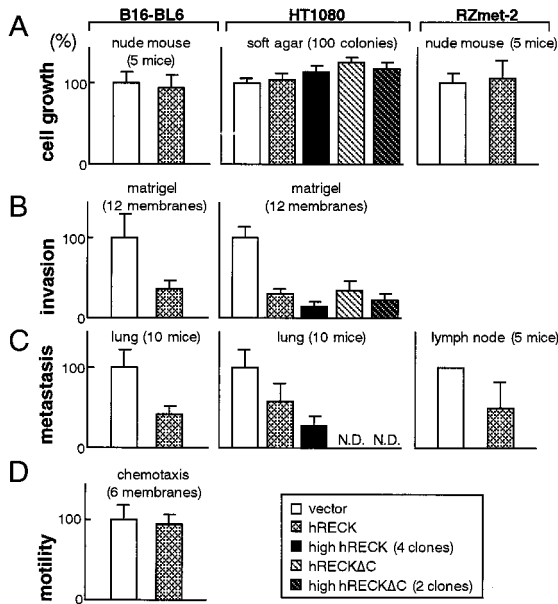 B16-BL6
HT1080
RZmet-2
A
(%)
nude mouse
(5 mice)
soft agar (100 colonies)
nude mouse (5 mice)
cell growth
100
0
B
matrigel
(12 membranes)
matrigel
(12 membranes)
invasion
100
0
C
lung (10 mice)
lung (10 mice)
lymph node (5 mice)
metastasis
100
0
N.D.
N.D.
D
chemotaxis
(6 membranes)
motility
100
0
vector
hRECK
high hRECK (4 clones)
hRECKΔC
high hRECKΔC (2 clones)